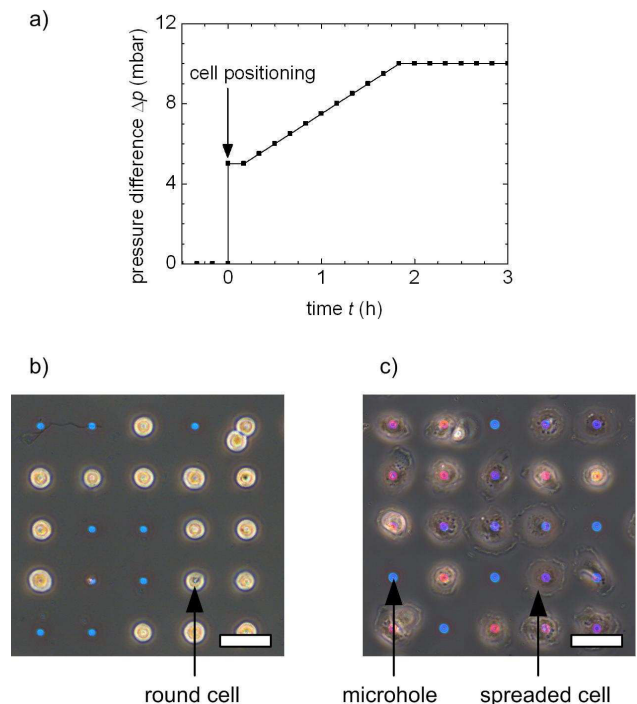 a)
12
cell positioning
8
4
0
pressure difference Δp (mbar)
0 1 2 3
time t (h)
b)
c)
round cell
microhole
spreaded cell